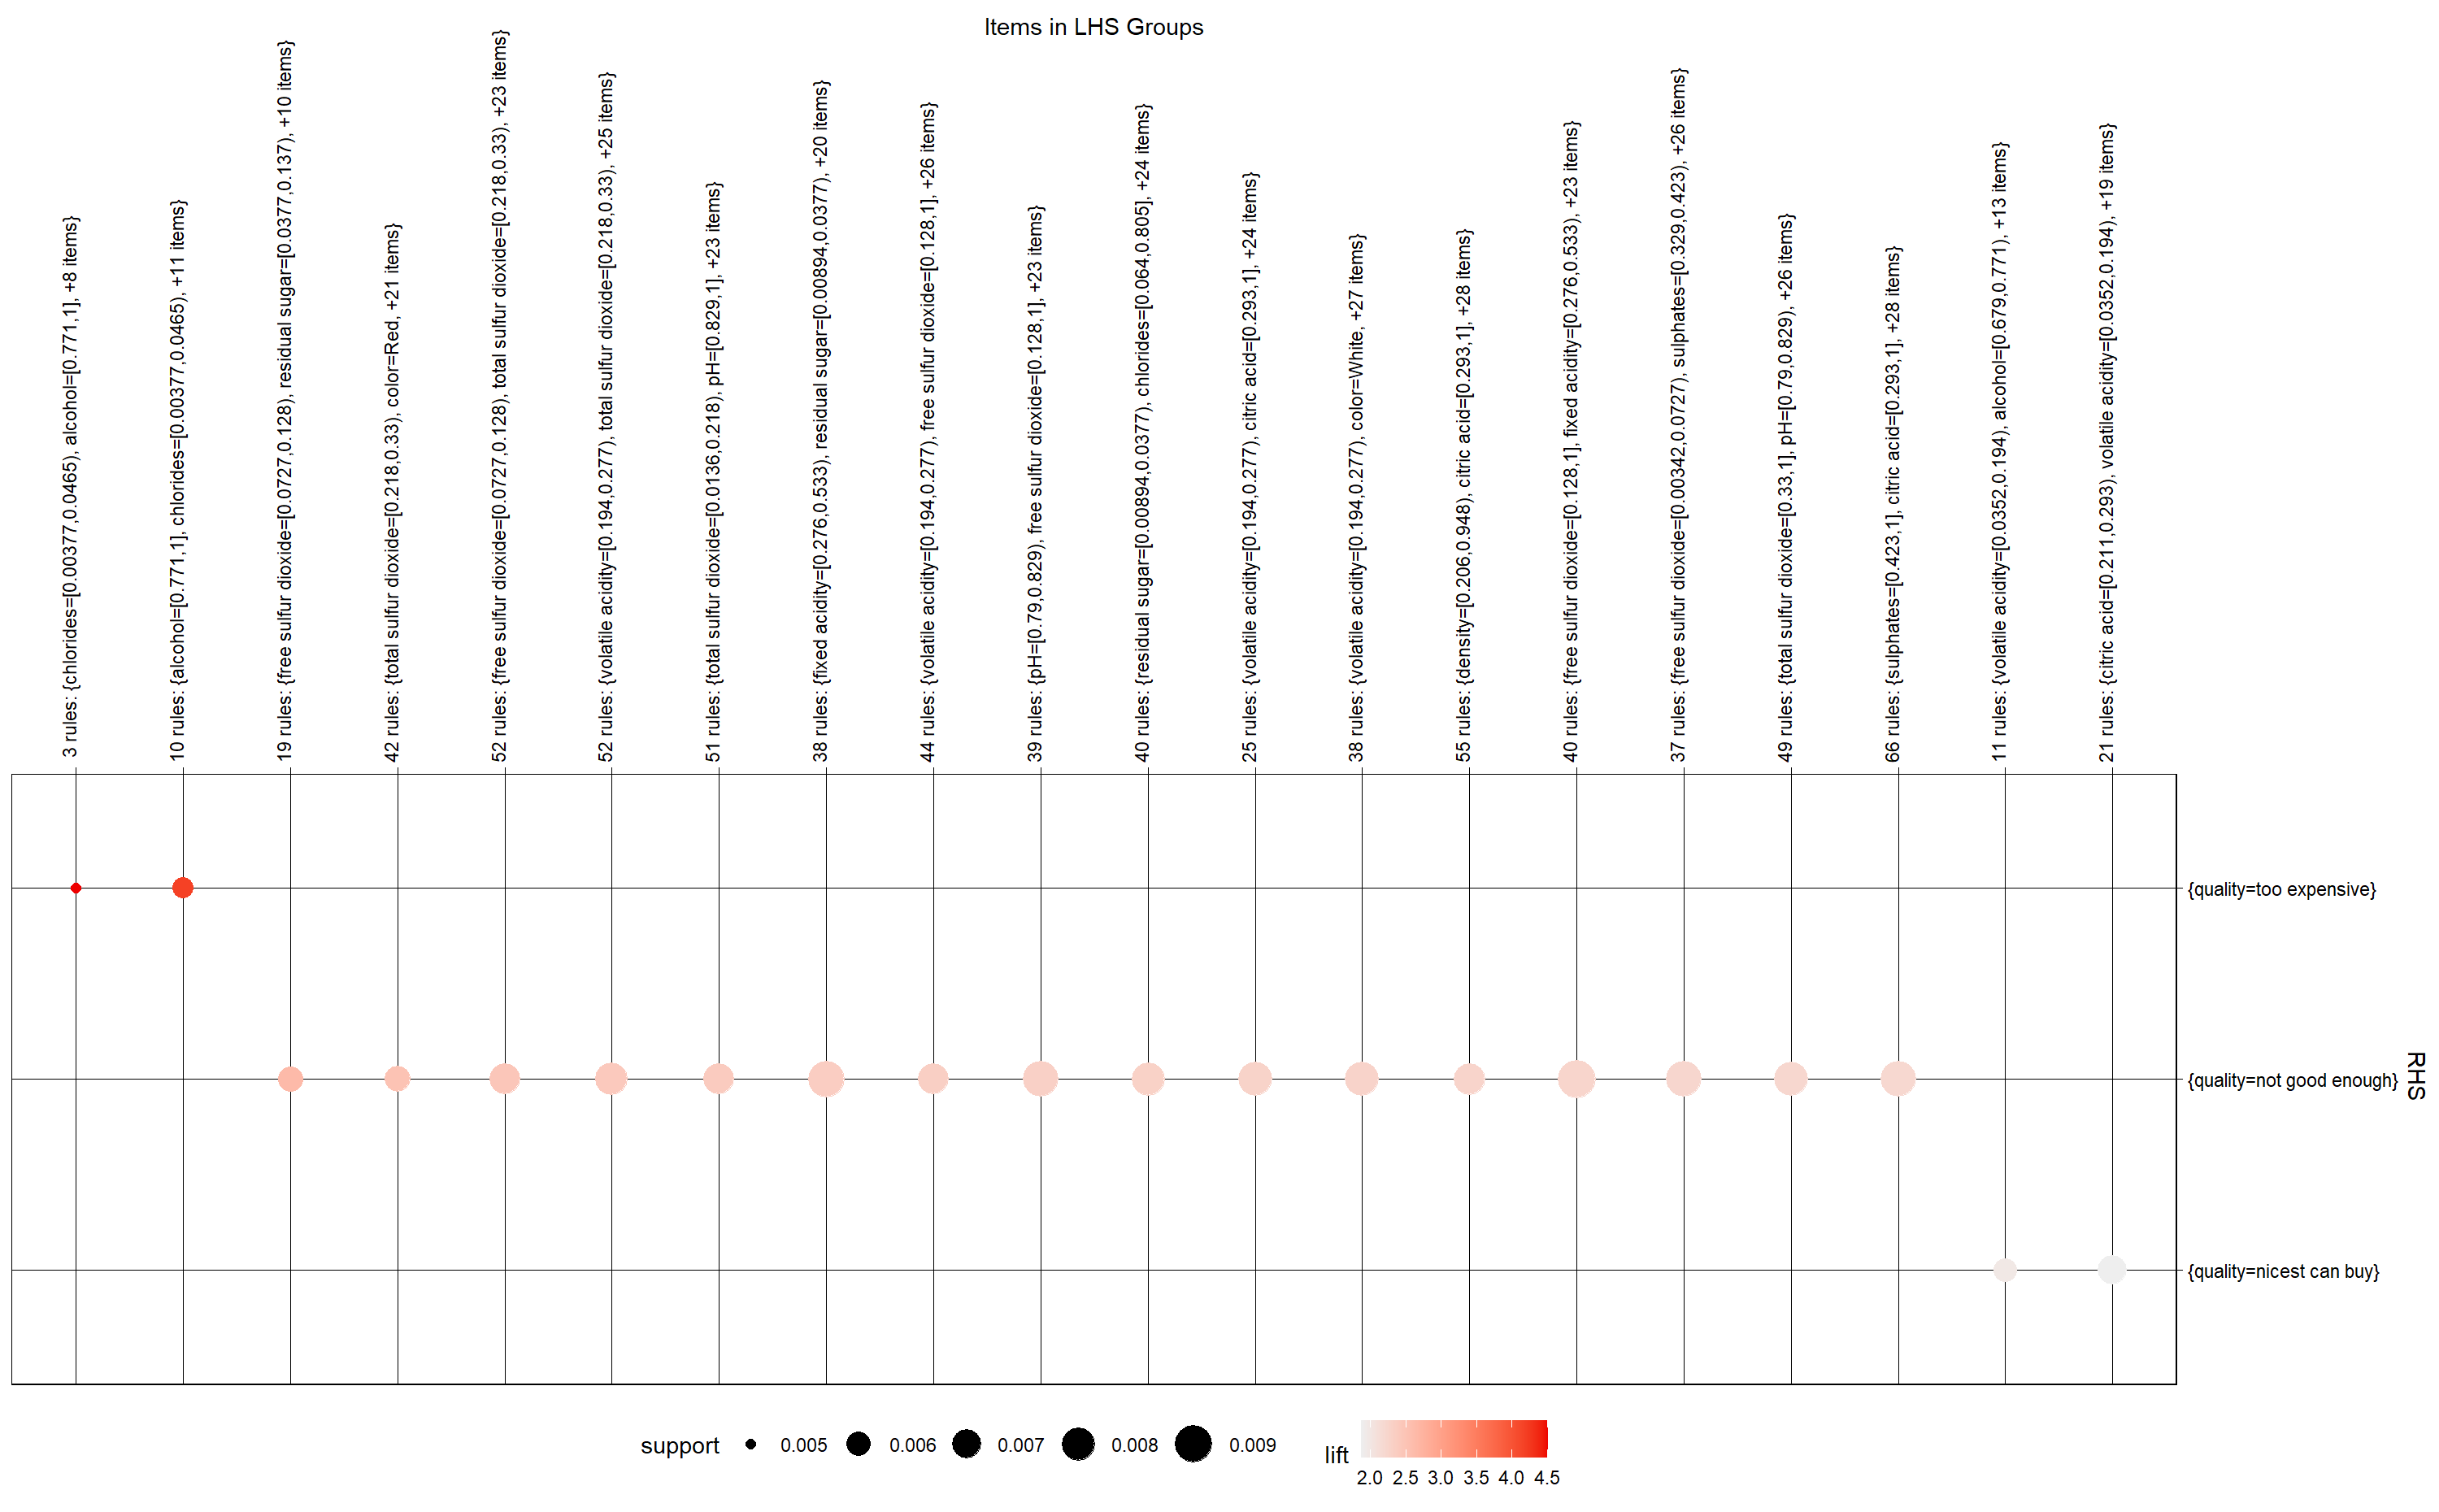 Items in LHS Groups
3 rules: {chlorides=[0.00377,0.0465), alcohol=[0.771,1], +8 items}
10 rules: {alcohol=[0.771,1], chlorides=[0.00377,0.0465), +11 items}
19 rules: {free sulfur dioxide=[0.0727,0.128), residual sugar=[0.0377,0.137), +10 items}
42 rules: {total sulfur dioxide=[0.218,0.33), color=Red, +21 items}
52 rules: {free sulfur dioxide=[0.0727,0.128), total sulfur dioxide=[0.218,0.33), +23 items}
52 rules: {volatile acidity=[0.194,0.277), total sulfur dioxide=[0.218,0.33), +25 items}
51 rules: {total sulfur dioxide=[0.0136,0.218), pH=[0.829,1], +23 items}
38 rules: {fixed acidity=[0.276,0.533), residual sugar=[0.00894,0.0377), +20 items}
44 rules: {volatile acidity=[0.194,0.277), free sulfur dioxide=[0.128,1], +26 items}
39 rules: {pH=[0.79,0.829), free sulfur dioxide=[0.128,1], +23 items}
40 rules: {residual sugar=[0.00894,0.0377), chlorides=[0.064,0.805], +24 items}
25 rules: {volatile acidity=[0.194,0.277), citric acid=[0.293,1], +24 items}
38 rules: {volatile acidity=[0.194,0.277), color=White, +27 items}
55 rules: {density=[0.206,0.948), citric acid=[0.293,1], +28 items}
40 rules: {free sulfur dioxide=[0.128,1], fixed acidity=[0.276,0.533), +23 items}
37 rules: {free sulfur dioxide=[0.00342,0.0727), sulphates=[0.329,0.423), +26 items}
49 rules: {total sulfur dioxide=[0.33,1], pH=[0.79,0.829), +26 items}
66 rules: {sulphates=[0.423,1], citric acid=[0.293,1], +28 items}
11 rules: {volatile acidity=[0.0352,0.194), alcohol=[0.679,0.771), +13 items}
21 rules: {citric acid=[0.211,0.293), volatile acidity=[0.0352,0.194), +19 items}
{quality=too expensive}
{quality=not good enough}
{quality=nicest can buy}
RHS
support 0.005 0.006 0.007 0.008 0.009
lift
2.0 2.5 3.0 3.5 4.0 4.5